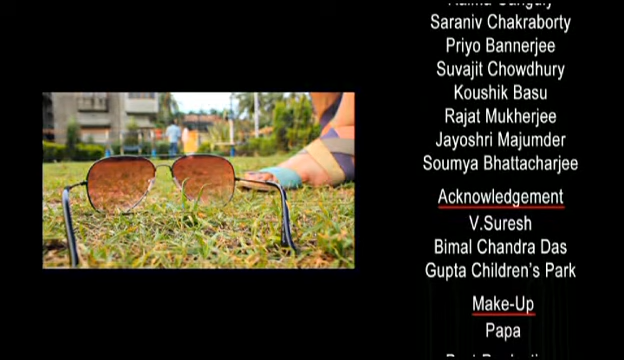 Saraniv Chakraborty
Priyo Bannerjee
Suvajit Chowdhury
Koushik Basu
Rajat Mukherjee
Jayoshri Majumder
Soumya Bhattacharjee
Acknowledgement
V.Suresh
Bimal Chandra Das
Gupta Children's Park
Make-Up
Papa